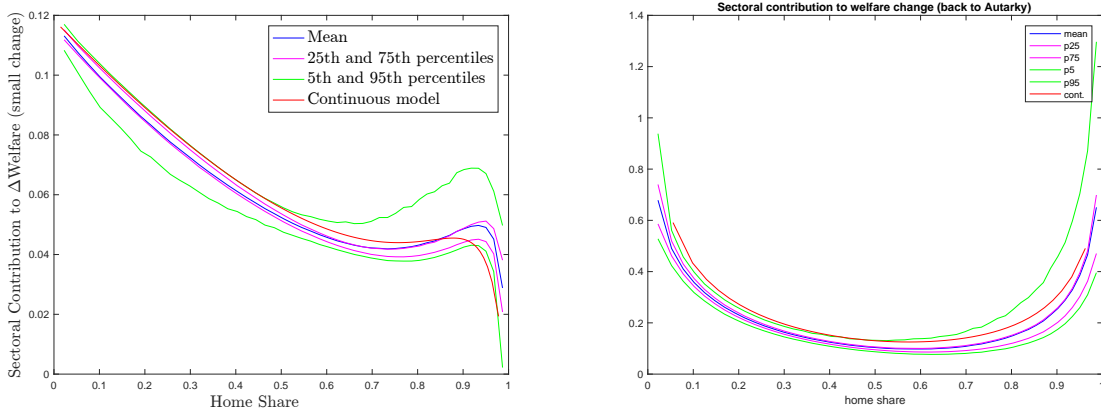 Sectoral Contribution to ΔWelfare (small change)
0.12
0.1
0.08
0.06
0.04
0.02
0
Mean
25th and 75th percentiles
5th and 95th percentiles
Continuous model
0 0.1 0.2 0.3 0.4 0.5 0.6 0.7 0.8 0.9 1
Home Share
Sectoral contribution to welfare change (back to Autarky)
1.4
1.2
1
0.8
0.6
0.4
0.2
0
mean
p25
p75
p5
p95
cont.
0 0.1 0.2 0.3 0.4 0.5 0.6 0.7 0.8 0.9 1
home share